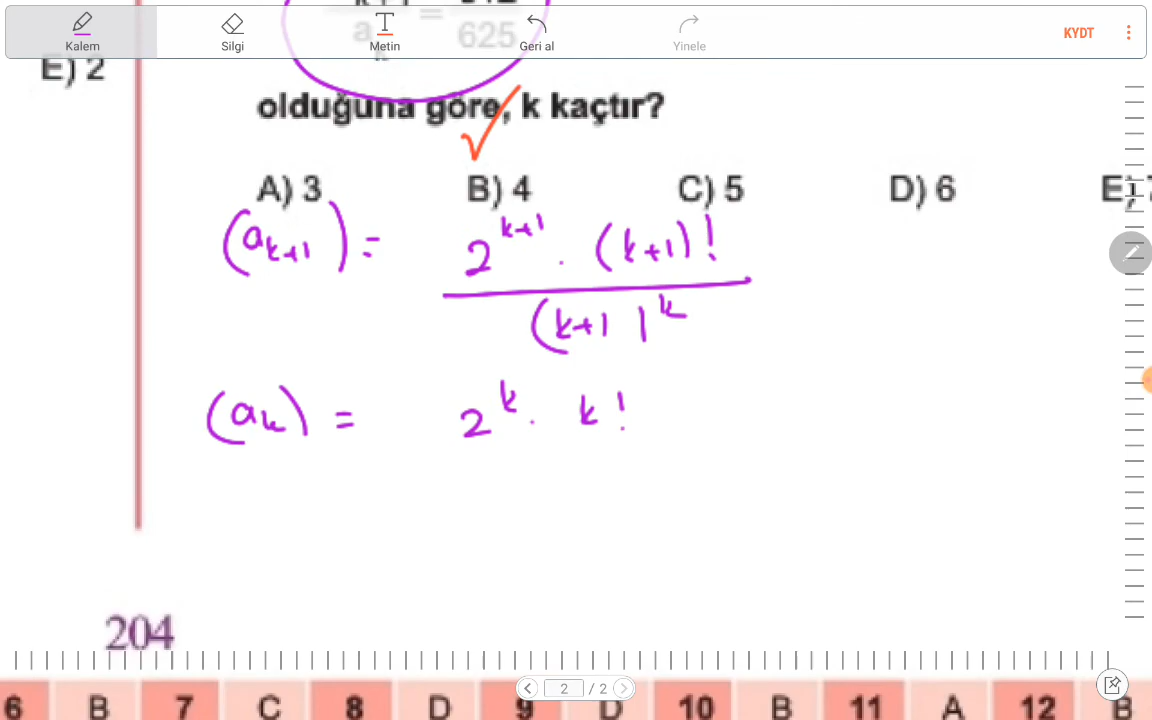 Kalem Silgi Metin Geri al Yinele KYDT
a
k
=
625
E) 2
olduğuna göre, k kaçtır?
A) 3 B) 4 C) 5 D) 6
(a_{k+1}) = 2^{k+1} . (k+1)!
(k+1)^k
(a_k) = 2^k . k!
204
2 / 2
6 B 7 C 8 D 9 D 10 B 11 A 12 B